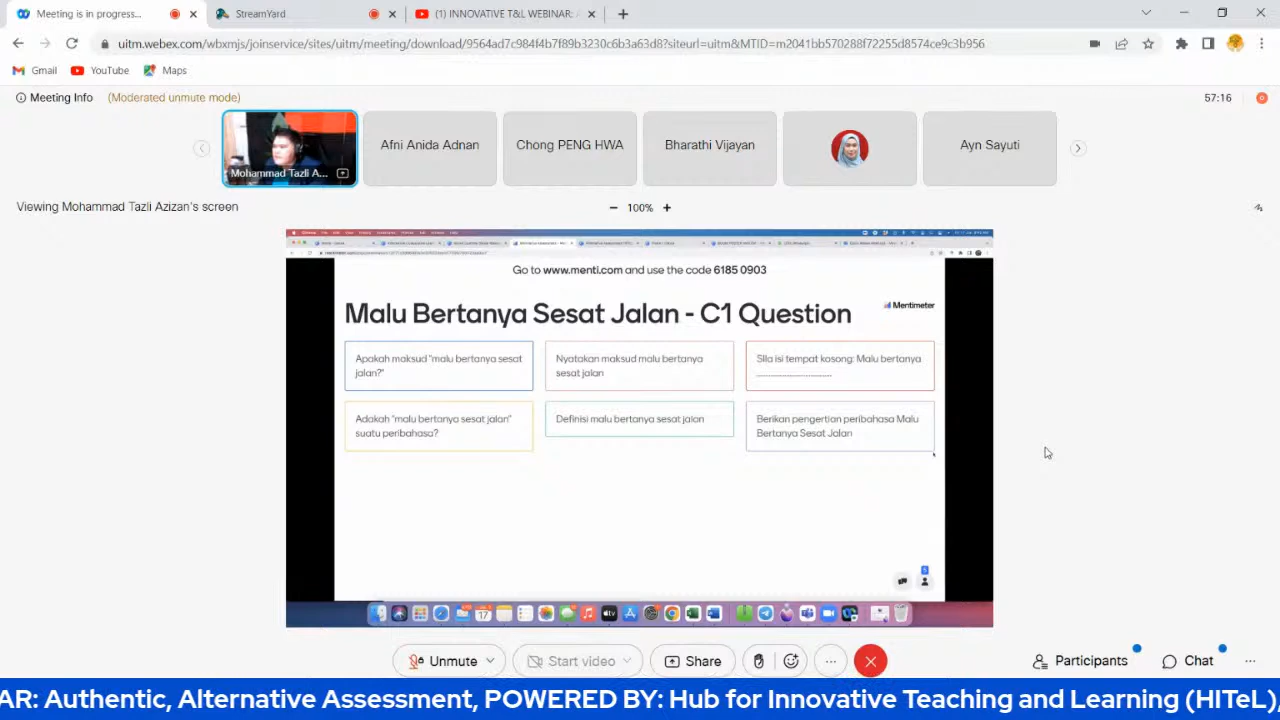 Meeting is in progress...
StreamYard
(1) INNOVATIVE T&L WEBINAR: A
uitm.webex.com/wbxmjs/joinservice/sites/uitm/meeting/download/9564ad7c984f4b7f89b3230c6b3a63d8?siteurl=uitm&MTID=m2041bb570288f72255d8574ce9c3b956
Gmail
YouTube
Maps
Meeting Info
(Moderated unmute mode)
57:16
Mohammad Tazli A...
Afni Anida Adnan
Chong PENG HWA
Bharathi Vijayan
Ayn Sayuti
Viewing Mohammad Tazli Azizan's screen
100%
Go to www.menti.com and use the code 6185 0903
Mentimeter
Malu Bertanya Sesat Jalan - C1 Question
Apakah maksud "malu bertanya sesat
jalan?"
Nyatakan maksud malu bertanya
sesat jalan
Sila isi tempat kosong: Malu bertanya
............................
Adakah "malu bertanya sesat jalan"
suatu peribahasa?
Definisi malu bertanya sesat jalan
Berikan pengertian peribahasa Malu
Bertanya Sesat Jalan
Unmute
Start video
Share
Participants
Chat
AR: Authentic, Alternative Assessment, POWERED BY: Hub for Innovative Teaching and Learning (HITeL),